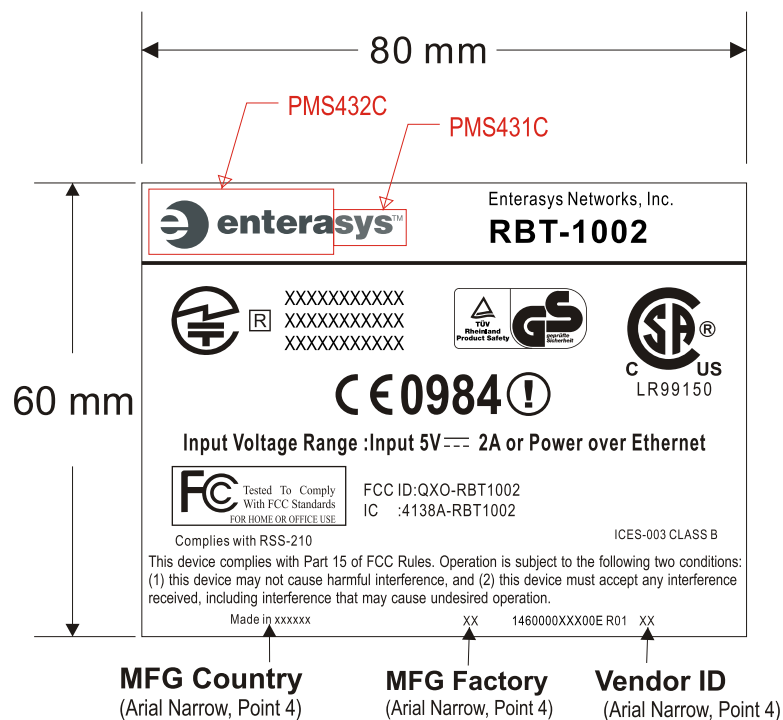 80 mm
PMS432C
PMS431C
enterasys™
Enterasys Networks, Inc.
RBT-1002
R
XXXXXXXXXXX
XXXXXXXXXXX
XXXXXXXXXXX
TÜV
Rheinland
Product Safety
GS
geprüfte
Sicherheit
SA ®
C US
LR99150
60 mm
CE0984!
Input Voltage Range :Input 5V 2A or Power over Ethernet
FC
Tested To Comply
With FCC Standards
FOR HOME OR OFFICE USE
FCC ID:QXO-RBT1002
IC :4138A-RBT1002
Complies with RSS-210
ICES-003 CLASS B
This device complies with Part 15 of FCC Rules. Operation is subject to the following two conditions:
(1) this device may not cause harmful interference, and (2) this device must accept any interference
received, including interference that may cause undesired operation.
Made in xxxxxx XX 1460000XXX00E R01 XX
MFG Country
(Arial Narrow, Point 4)
MFG Factory
(Arial Narrow, Point 4)
Vendor ID
(Arial Narrow, Point 4)